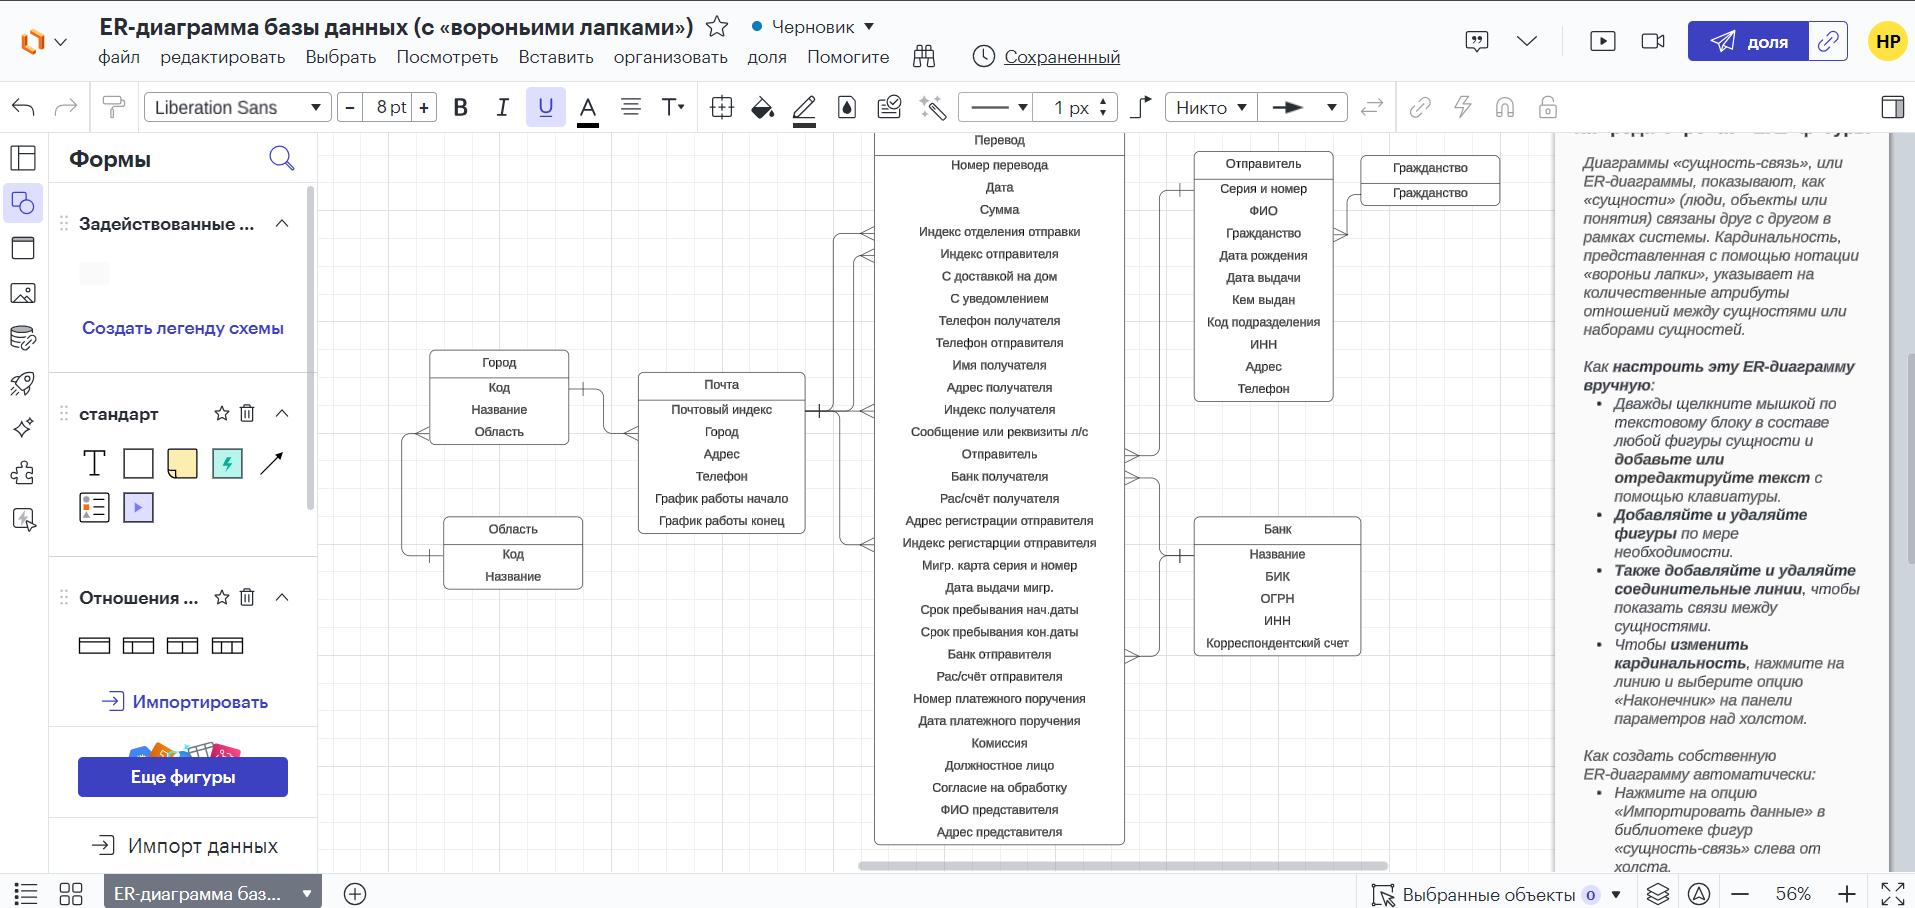 ER-диаграмма базы данных (с «вороньими лапками»)
Черновик
файл редактировать Выбрать Посмотреть Вставить организовать доля Помогите Сохраненный
доля
HP
Liberation Sans
8 pt
B I U A T
1 px
Никто
Формы
Задействованные ...
Создать легенду схемы
стандарт
T
Отношения ...
Импортировать
Еще фигуры
Импорт данных
Город
Код
Название
Область
Область
Код
Название
Почта
Почтовый индекс
Город
Адрес
Телефон
График работы начало
График работы конец
Перевод
Номер перевода
Дата
Сумма
Индекс отделения отправки
Индекс отправителя
С доставкой на дом
С уведомлением
Телефон получателя
Телефон отправителя
Имя получателя
Адрес получателя
Индекс получателя
Сообщение или реквизиты л/с
Отправитель
Банк получателя
Рас/счёт получателя
Адрес регистрации отправителя
Индекс регистарции отправителя
Мигр. карта серия и номер
Дата выдачи мигр.
Срок пребывания нач.даты
Срок пребывания кон.даты
Банк отправителя
Рас/счёт отправителя
Номер платежного поручения
Дата платежного поручения
Комиссия
Должностное лицо
Согласие на обработку
ФИО представителя
Адрес представителя
Отправитель
Серия и номер
ФИО
Гражданство
Дата рождения
Дата выдачи
Кем выдан
Код подразделения
ИНН
Адрес
Телефон
Гражданство
Гражданство
Банк
Название
БИК
ОГРН
ИНН
Корреспондентский счет
Диаграммы «сущность-связь», или
ER-диаграммы, показывают, как
«сущности» (люди, объекты или
понятия) связаны друг с другом в
рамках системы. Кардинальность,
представленная с помощью нотации
«вороньи лапки», указывает на
количественные атрибуты
отношений между сущностями или
наборами сущностей.
Как настроить эту ER-диаграмму
вручную:
• Дважды щелкните мышкой по
текстовому блоку в составе
любой фигуры сущности и
добавьте или
отредактируйте текст с
помощью клавиатуры.
• Добавляйте и удаляйте
фигуры по мере
необходимости.
• Также добавляйте и удаляйте
соединительные линии, чтобы
показать связи между
сущностями.
• Чтобы изменить
кардинальность, нажмите на
линию и выберите опцию
«Наконечник» на панели
параметров над холстом.
Как создать собственную
ER-диаграмму автоматически:
• Нажмите на опцию
«Импортировать данные» в
библиотеке фигур
«сущность-связь» слева от
холста.
ER-диаграмма баз...
Выбранные объекты 0
56%